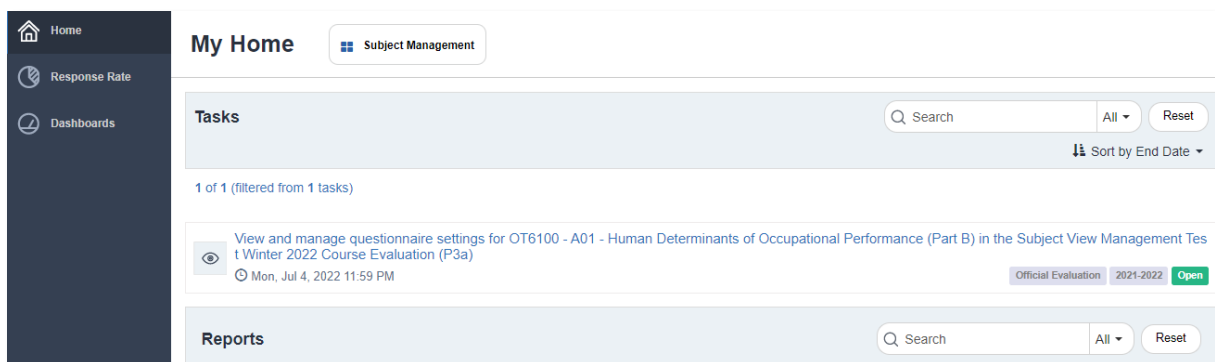 Home
My Home
Subject Management
Response Rate
Dashboards
Tasks
Search
All
Reset
Sort by End Date
1 of 1 (filtered from 1 tasks)
View and manage questionnaire settings for OT6100 - A01 - Human Determinants of Occupational Performance (Part B) in the Subject View Management Tes
t Winter 2022 Course Evaluation (P3a)
Mon, Jul 4, 2022 11:59 PM
Official Evaluation
2021-2022
Open
Reports
Search
All
Reset